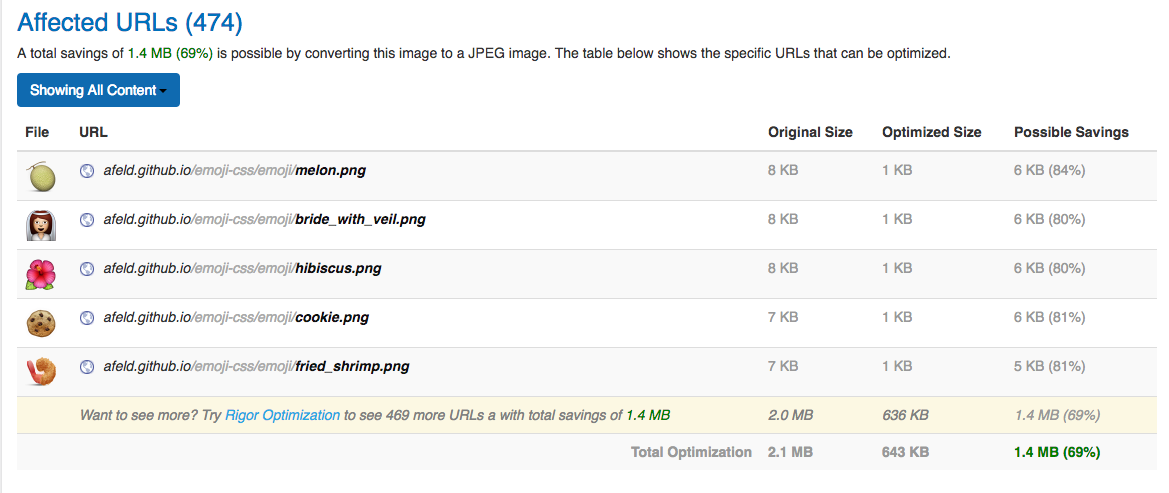 Affected URLs (474)
A total savings of 1.4 MB (69%) is possible by converting this image to a JPEG image. The table below shows the specific URLs that can be optimized.
Showing All Content
File URL Original Size Optimized Size Possible Savings
afeld.github.io/emoji-css/emoji/melon.png 8 KB 1 KB 6 KB (84%)
afeld.github.io/emoji-css/emoji/bride_with_veil.png 8 KB 1 KB 6 KB (80%)
afeld.github.io/emoji-css/emoji/hibiscus.png 8 KB 1 KB 6 KB (80%)
afeld.github.io/emoji-css/emoji/cookie.png 7 KB 1 KB 6 KB (81%)
afeld.github.io/emoji-css/emoji/fried_shrimp.png 7 KB 1 KB 5 KB (81%)
Want to see more? Try Rigor Optimization to see 469 more URLs a with total savings of 1.4 MB 2.0 MB 636 KB 1.4 MB (69%)
Total Optimization 2.1 MB 643 KB 1.4 MB (69%)